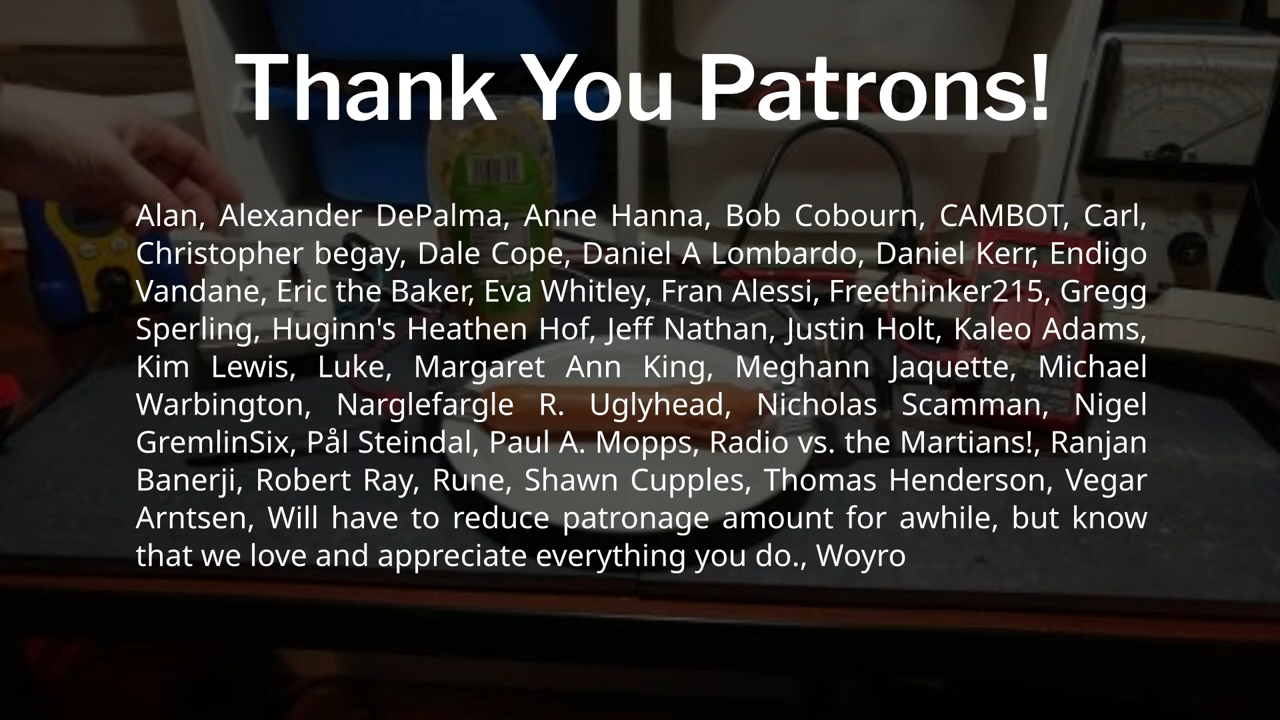 Thank You Patrons!
Alan, Alexander DePalma, Anne Hanna, Bob Cobourn, CAMBOT, Carl,
Christopher begay, Dale Cope, Daniel A Lombardo, Daniel Kerr, Endigo
Vandane, Eric the Baker, Eva Whitley, Fran Alessi, Freethinker215, Gregg
Sperling, Huginn's Heathen Hof, Jeff Nathan, Justin Holt, Kaleo Adams,
Kim Lewis, Luke, Margaret Ann King, Meghann Jaquette, Michael
Warbington, Narglefargle R. Uglyhead, Nicholas Scamman, Nigel
GremlinSix, Pål Steindal, Paul A. Mopps, Radio vs. the Martians!, Ranjan
Banerji, Robert Ray, Rune, Shawn Cupples, Thomas Henderson, Vegar
Arntsen, Will have to reduce patronage amount for awhile, but know
that we love and appreciate everything you do., Woyro